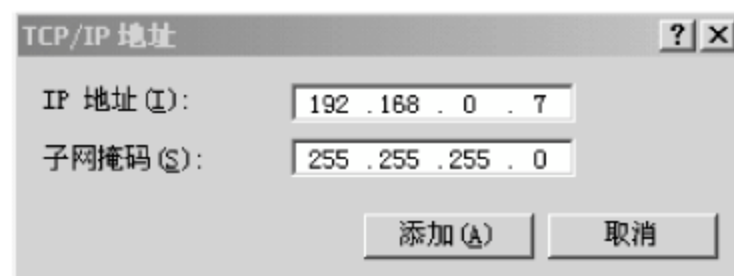 TCP/IP 地址
IP 地址(I): 192 .168 . 0 . 7
子网掩码(S): 255 .255 .255 . 0
添加(A) 取消